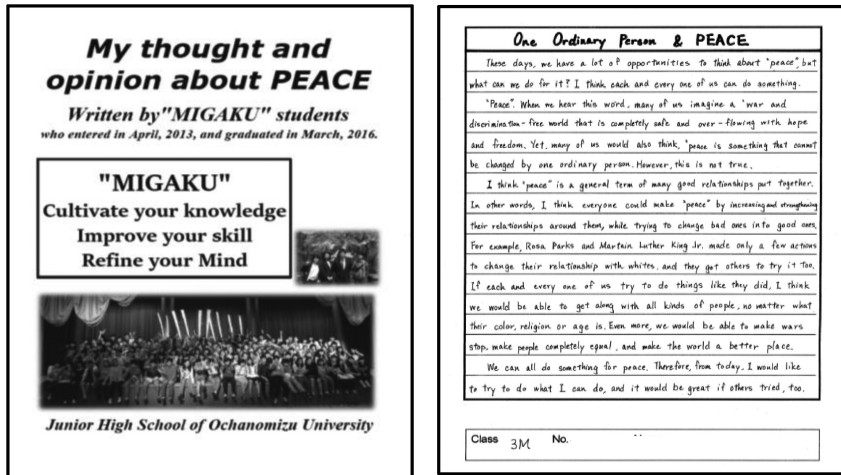 My thought and
opinion about PEACE
Written by"MIGAKU" students
who entered in April, 2013, and graduated in March, 2016.
"MIGAKU"
Cultivate your knowledge
Improve your skill
Refine your Mind
Junior High School of Ochanomizu University
One Ordinary Person & PEACE
These days, we have a lot of opportunities to think about "peace", but
what can we do for it? I think each and every one of us can do something.
"Peace". When we hear this word, many of us imagine a "war and
discrimination-free world that is completely safe and over-flowing with hope
and freedom. Yet, many of us would also think, "peace is something that cannot
be changed by one ordinary person. However, this is not true.
I think "peace" is a general term of many good relationships put together.
In other words, I think everyone could make "peace" by increasing and strengthening
their relationships around them, while trying to change bad ones into good ones.
For example, Rosa Parks and Martain Luther King Jr. made only a few actions
to change their relationship with whites, and they got others to try it too.
If each and every one of us try to do things like they did, I think
we would be able to get along with all kinds of people, no matter what
their color, religion or age is. Even more, we would be able to make wars
stop, make people completely equal, and make the world a better place.
We can all do something for peace. Therefore, from today, I would like
to try to do what I can do, and it would be great if others tried, too.
Class 3M No.